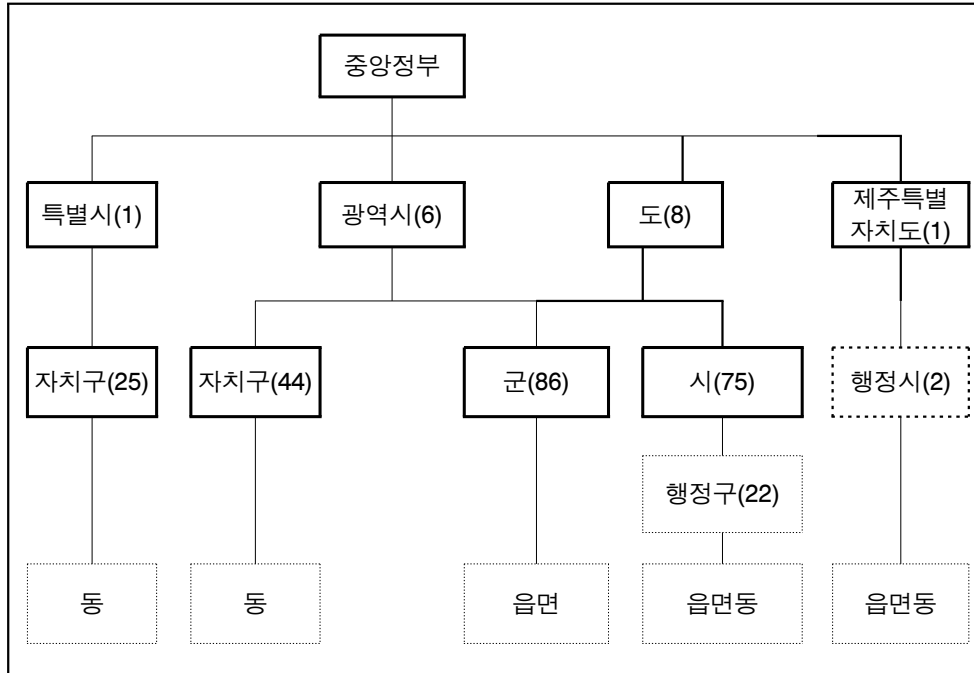 중앙정부
특별시(1)
광역시(6)
도(8)
제주특별
자치도(1)
자치구(25)
자치구(44)
군(86)
시(75)
행정시(2)
행정구(22)
동
동
읍면
읍면동
읍면동